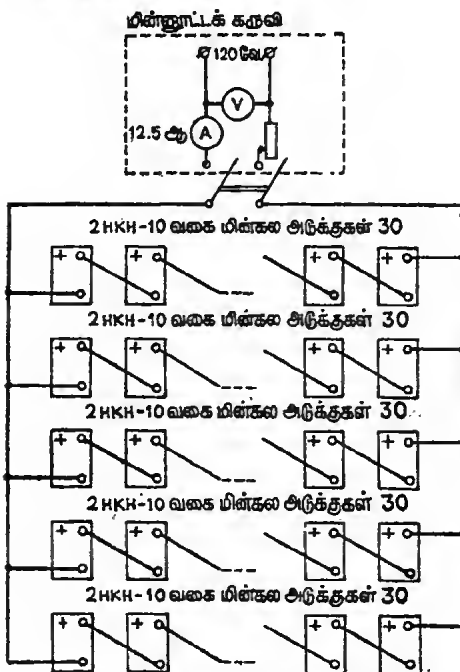 மின்னூட்டக் கருவி
120 வே
V
12.5 ஆ A
2НКН-10 வகை மின்கல அடுக்குகள் 30
+ + + +
2НКН-10 வகை மின்கல அடுக்குகள் 30
+ + + +
2НКН-10 வகை மின்கல அடுக்குகள் 30
+ + + +
2НКН-10 வகை மின்கல அடுக்குகள் 30
+ + + +
2НКН-10 வகை மின்கல அடுக்குகள் 30
+ + + +